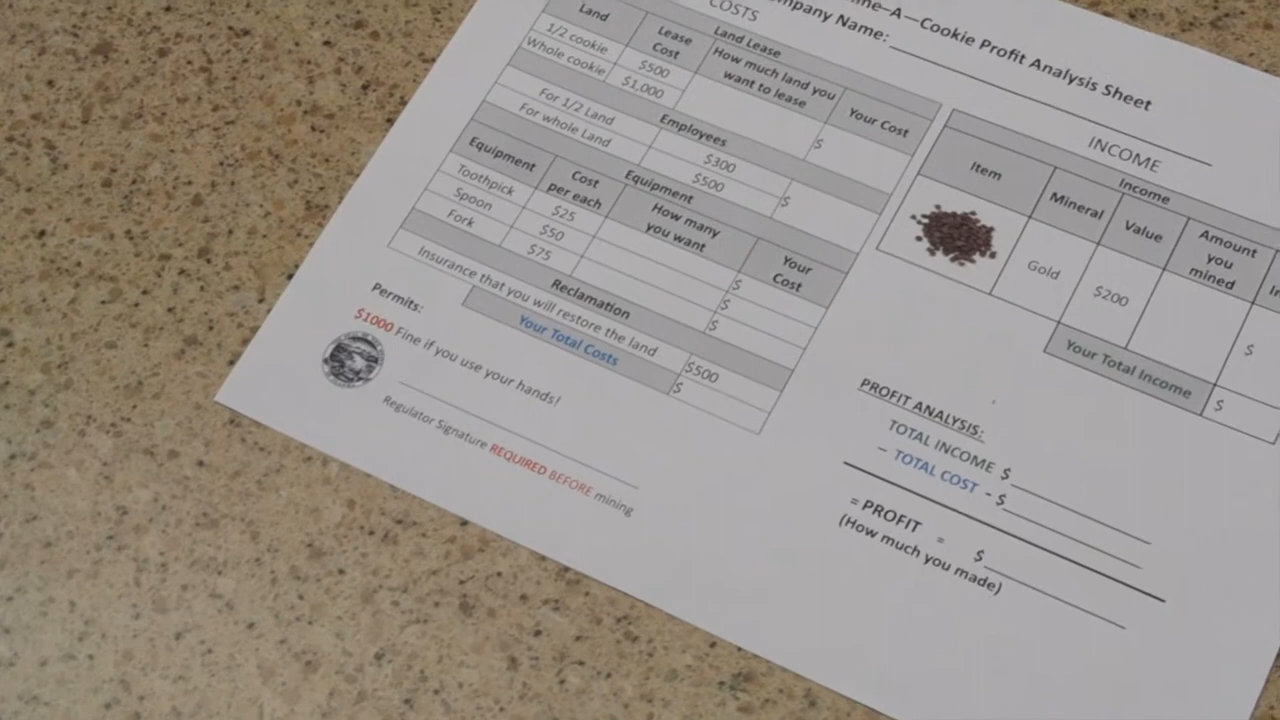 ne—A—Cookie Profit Analysis Sheet
mpany Name:
COSTS
Land Lease
Land
Lease Cost
How much land you want to lease
Your Cost
1/2 cookie
$500
Whole cookie
$1,000
$
Employees
For 1/2 Land
$300
For whole Land
$500
$
Equipment
Equipment
Cost per each
How many you want
Your Cost
Toothpick
$25
$
Spoon
$50
$
Fork
$75
$
Reclamation
Insurance that you will restore the land
$500
Your Total Costs
$
Permits:
$1000 Fine if you use your hands!
Regulator Signature REQUIRED BEFORE mining
INCOME
Income
Item
Mineral
Value
Amount you mined
Gold
$200
$
Your Total Income
$
PROFIT ANALYSIS:
TOTAL INCOME $
– TOTAL COST - $
= PROFIT = $
(How much you made)